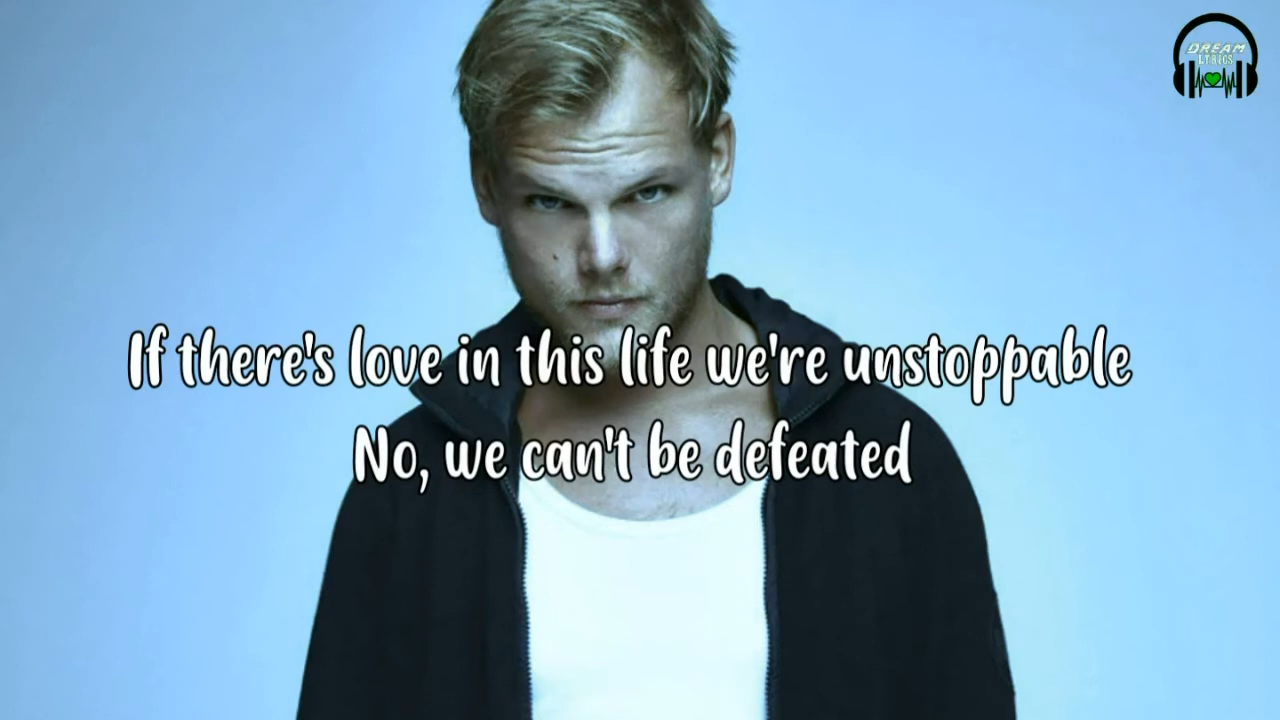 DREAM
LYRICS
If there's love in this life we're unstoppable
No, we can't be defeated